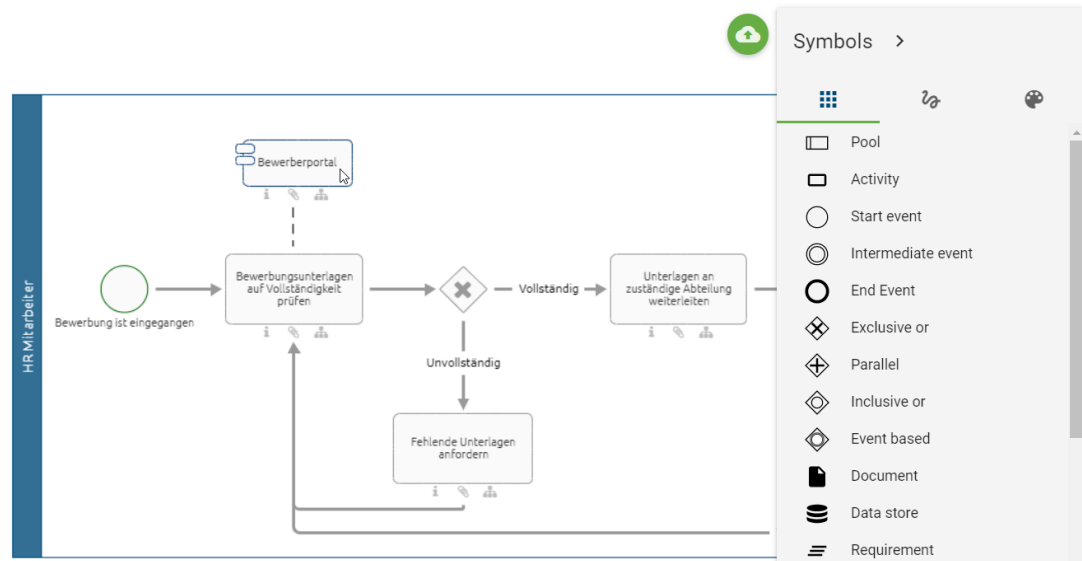 Symbols
HR Mitarbeiter
Bewerberportal
Bewerbung ist eingegangen
Bewerbungsunterlagen
auf Vollständigkeit
prüfen
Vollständig
Unterlagen an
zuständige Abteilung
weiterleiten
Unvollständig
Fehlende Unterlagen
anfordern
Pool
Activity
Start event
Intermediate event
End Event
Exclusive or
Parallel
Inclusive or
Event based
Document
Data store
Requirement